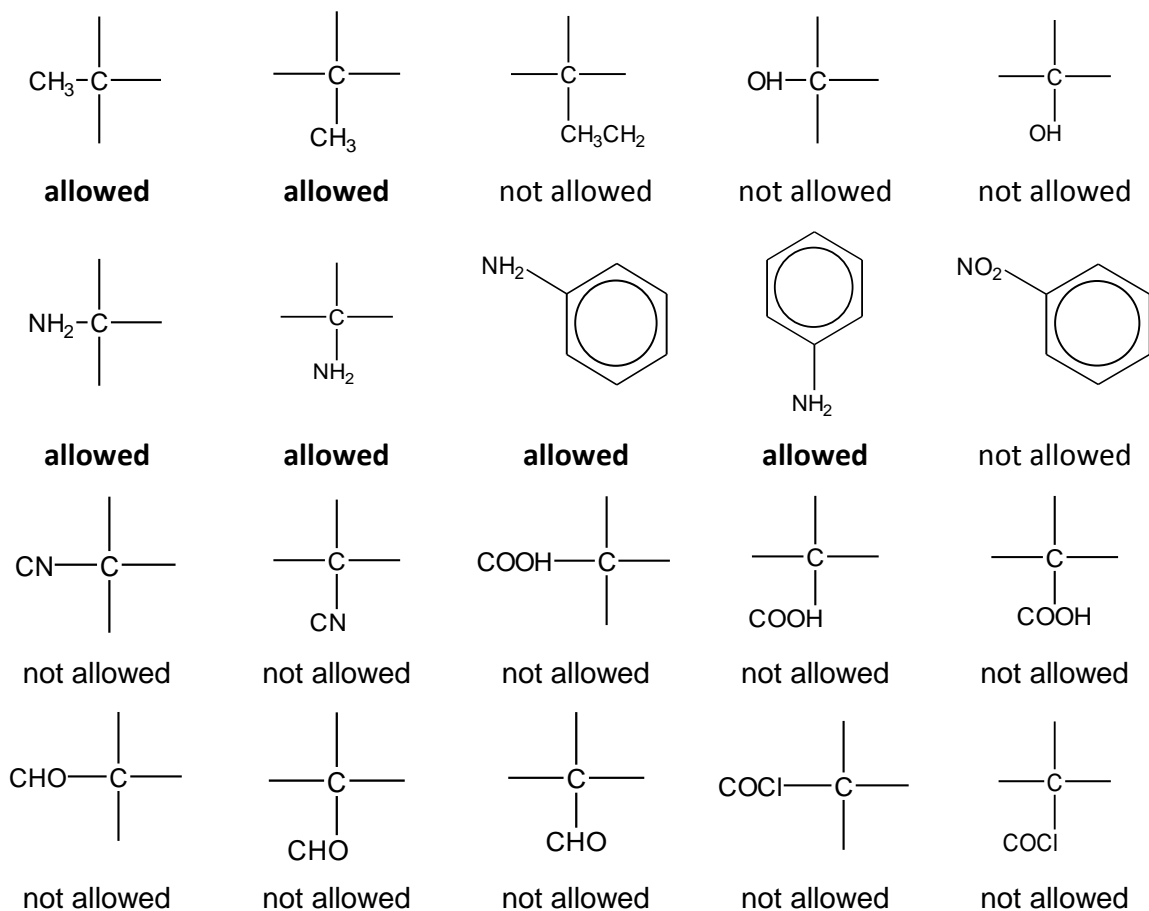 CH₃ C C C OH C C
CH₃ CH₃CH₂ OH
allowed allowed not allowed not allowed not allowed
NH₂ C C NH₂ NO₂
NH₂ NH₂
allowed allowed allowed allowed not allowed
CN C C COOH C C C
CN COOH COOH
not allowed not allowed not allowed not allowed not allowed
CHO C C C COCl C C
CHO CHO COCl
not allowed not allowed not allowed not allowed not allowed